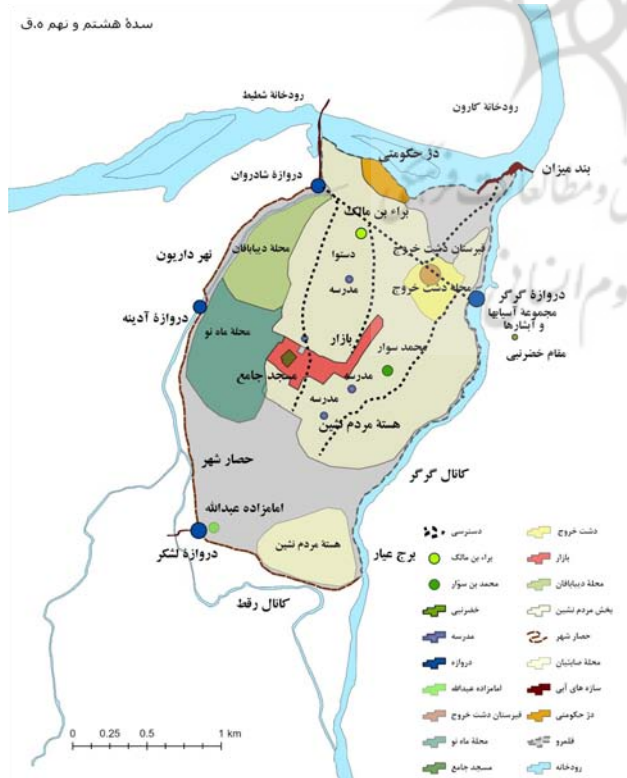 سدهٔ هشتم و نهم ه.ق
رودخانهٔ شطیط
رودخانهٔ کارون
دژ حکومتی
بند میزان
دروازهٔ شادروان
براء بن مالک
محلهٔ دیبابافان
دستوا
قبرستان دشت خروج
نهر داریون
مدرسه
محلهٔ دشت خروج
دروازهٔ گرگر
دروازهٔ آدینه
مجموعهٔ آسیابها
و آبشارها
محلهٔ ماه نو
بازار
محمد سوار
مقام خضرنبی
مسجد جامع
مدرسه
مدرسه
هستهٔ مردم نشین
حصار شهر
کانال گرگر
امامزاده عبدالله
دروازهٔ لشکر
هستهٔ مردم نشین
برج عیار
کانال رقط
دسترسی
دشت خروج
براء بن مالک
بازار
محمد بن سوّار
محلهٔ دیبابافان
خضرنبی
بخش مردم نشین
مدرسه
حصار شهر
دروازه
محلهٔ صابئیان
امامزاده عبدالله
سازه های آبی
قبرستان دشت خروج
دژ حکومتی
محلهٔ ماه نو
قلمرو
مسجد جامع
رودخانه
0 0.25 0.5 1 km